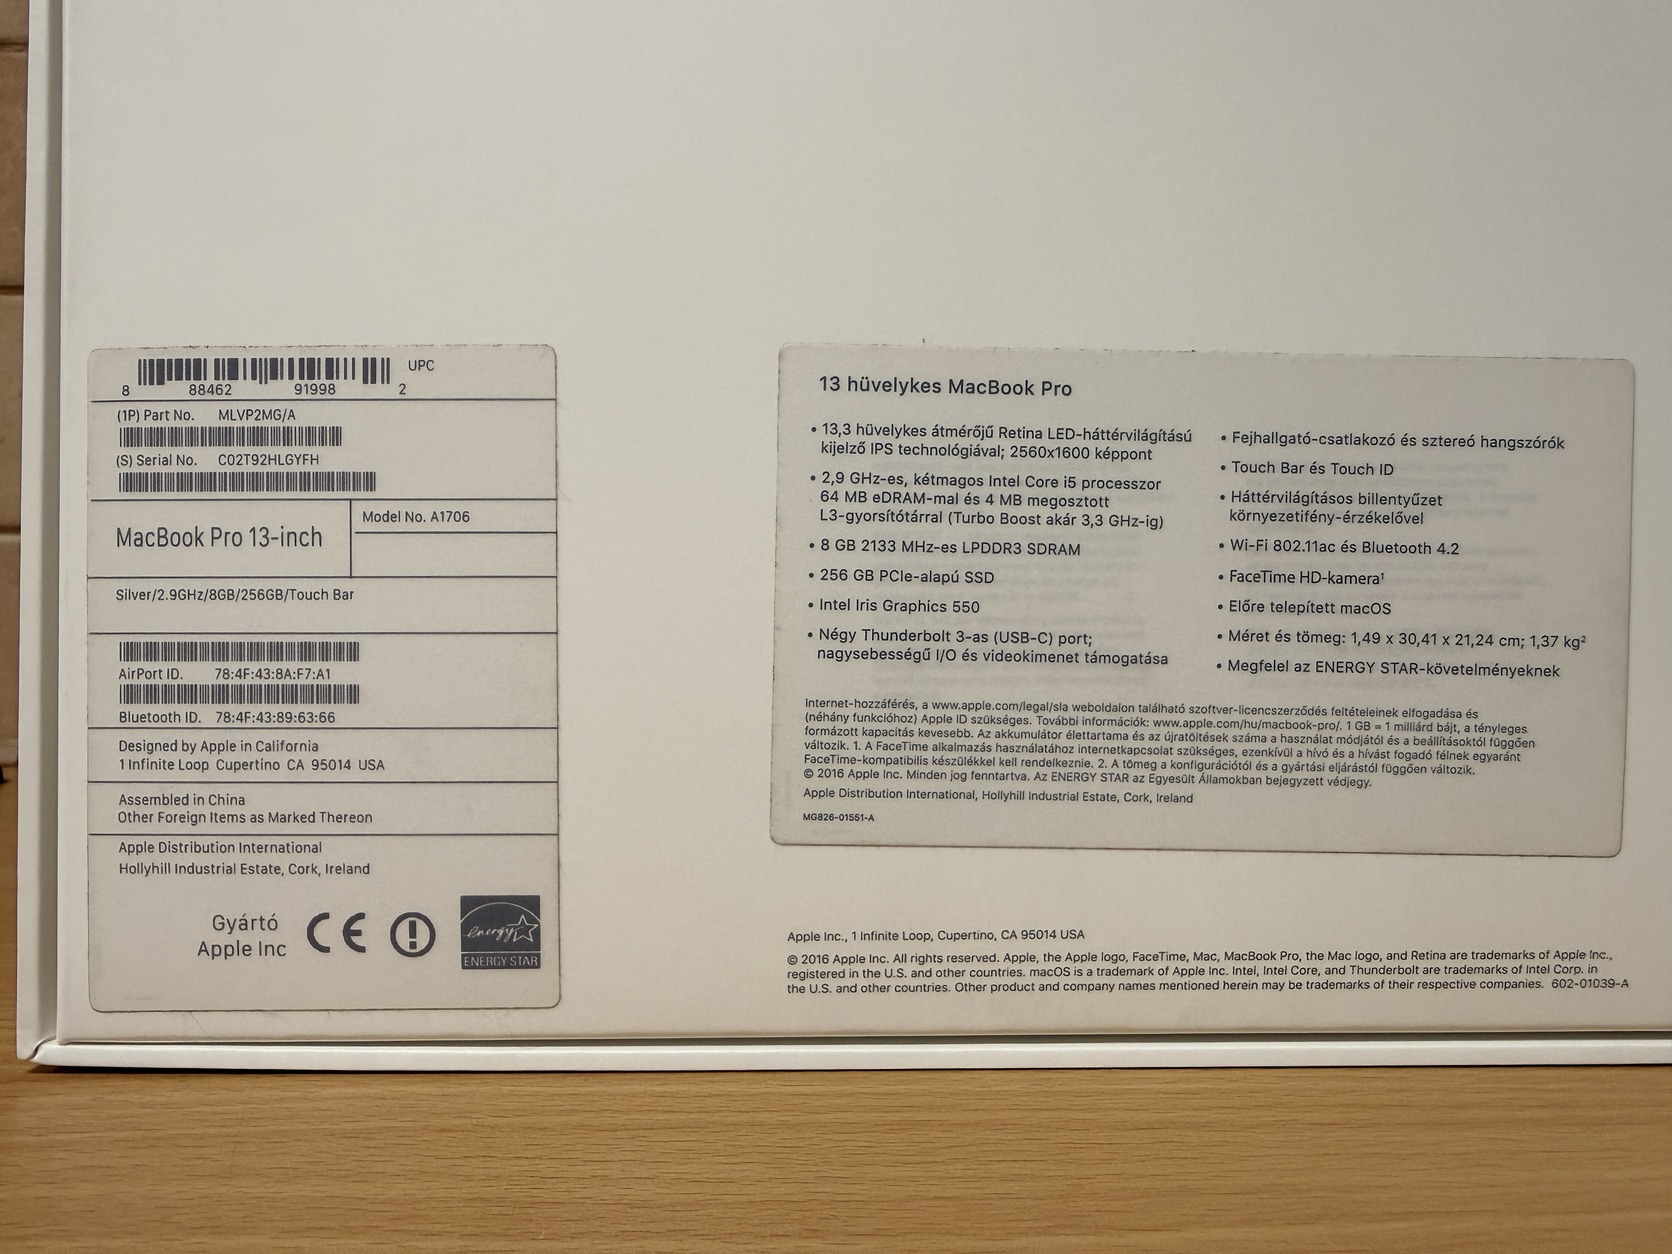 UPC
8 88462 91998 2
(1P) Part No. MLVP2MG/A
(S) Serial No. C02T92HLGYFH
MacBook Pro 13-inch
Model No. A1706
Silver/2.9GHz/8GB/256GB/Touch Bar
AirPort ID. 78:4F:43:8A:F7:A1
Bluetooth ID. 78:4F:43:89:63:66
Designed by Apple in California
1 Infinite Loop Cupertino CA 95014 USA
Assembled in China
Other Foreign Items as Marked Thereon
Apple Distribution International
Hollyhill Industrial Estate, Cork, Ireland
Gyártó
Apple Inc
CE
energy
ENERGY STAR
13 hüvelykes MacBook Pro
• 13,3 hüvelykes átmérőjű Retina LED-háttérvilágítású
kijelző IPS technológiával; 2560x1600 képpont
• 2,9 GHz-es, kétmagos Intel Core i5 processzor
64 MB eDRAM-mal és 4 MB megosztott
L3-gyorsítótárral (Turbo Boost akár 3,3 GHz-ig)
• 8 GB 2133 MHz-es LPDDR3 SDRAM
• 256 GB PCIe-alapú SSD
• Intel Iris Graphics 550
• Négy Thunderbolt 3-as (USB-C) port;
nagysebességű I/O és videokimenet támogatása
• Fejhallgató-csatlakozó és sztereó hangszórók
• Touch Bar és Touch ID
• Háttérvilágításos billentyűzet
környezetifény-érzékelővel
• Wi-Fi 802.11ac és Bluetooth 4.2
• FaceTime HD-kamera¹
• Előre telepített macOS
• Méret és tömeg: 1,49 x 30,41 x 21,24 cm; 1,37 kg²
• Megfelel az ENERGY STAR-követelményeknek
Internet-hozzáférés, a www.apple.com/legal/sla weboldalon található szoftver-licencszerződés feltételeinek elfogadása és
(néhány funkcióhoz) Apple ID szükséges. További információk: www.apple.com/hu/macbook-pro/. 1 GB = 1 milliárd bájt, a tényleges
formázott kapacitás kevesebb. Az akkumulátor élettartama és az újratöltések száma a használat módjától és a beállításoktól függően
változik. 1. A FaceTime alkalmazás használatához internetkapcsolat szükséges, ezenkívül a hívó és a hívást fogadó félnek egyaránt
FaceTime-kompatibilis készülékkel kell rendelkeznie. 2. A tömeg a konfigurációtól és a gyártási eljárástól függően változik.
© 2016 Apple Inc. Minden jog fenntartva. Az ENERGY STAR az Egyesült Államokban bejegyzett védjegy.
Apple Distribution International, Hollyhill Industrial Estate, Cork, Ireland
MG826-01551-A
Apple Inc., 1 Infinite Loop, Cupertino, CA 95014 USA
© 2016 Apple Inc. All rights reserved. Apple, the Apple logo, FaceTime, Mac, MacBook Pro, the Mac logo, and Retina are trademarks of Apple Inc.,
registered in the U.S. and other countries. macOS is a trademark of Apple Inc. Intel, Intel Core, and Thunderbolt are trademarks of Intel Corp. in
the U.S. and other countries. Other product and company names mentioned herein may be trademarks of their respective companies. 602-01039-A